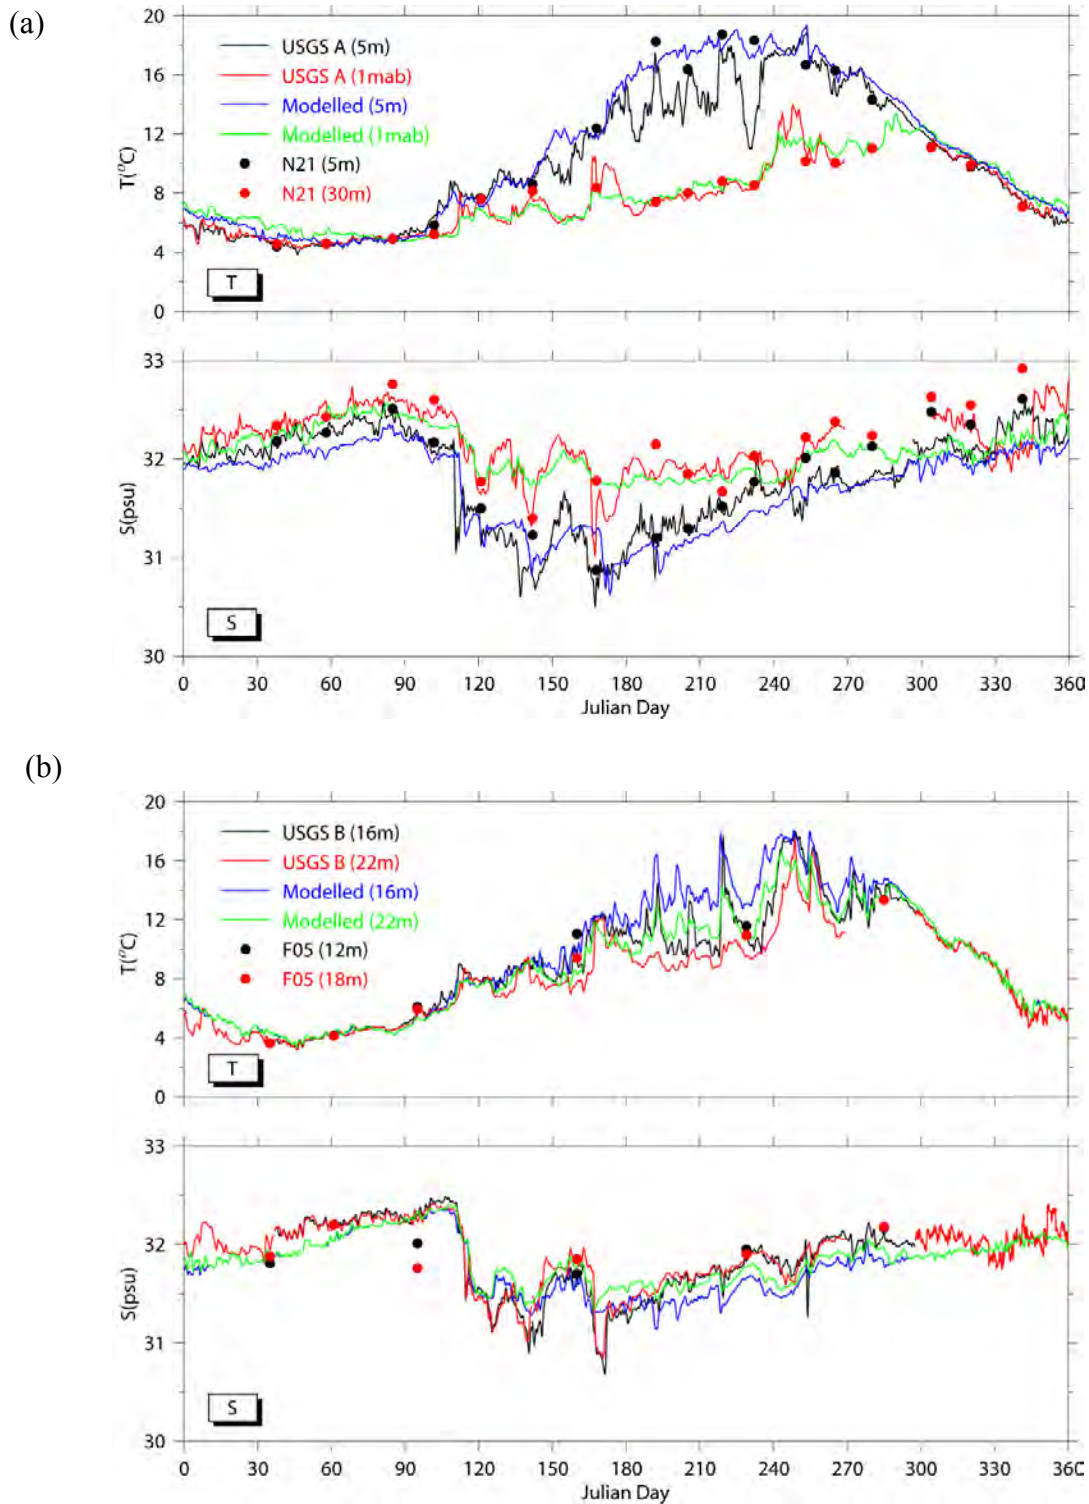 (a)
20
16
12
8
4
0
T(°C)
USGS A (5m)
USGS A (1mab)
Modelled (5m)
Modelled (1mab)
N21 (5m)
N21 (30m)
T
33
32
31
30
S(psu)
S
0 30 60 90 120 150 180 210 240 270 300 330 360
Julian Day
(b)
20
16
12
8
4
0
T(°C)
USGS B (16m)
USGS B (22m)
Modelled (16m)
Modelled (22m)
F05 (12m)
F05 (18m)
T
33
32
31
30
S(psu)
S
0 30 60 90 120 150 180 210 240 270 300 330 360
Julian Day